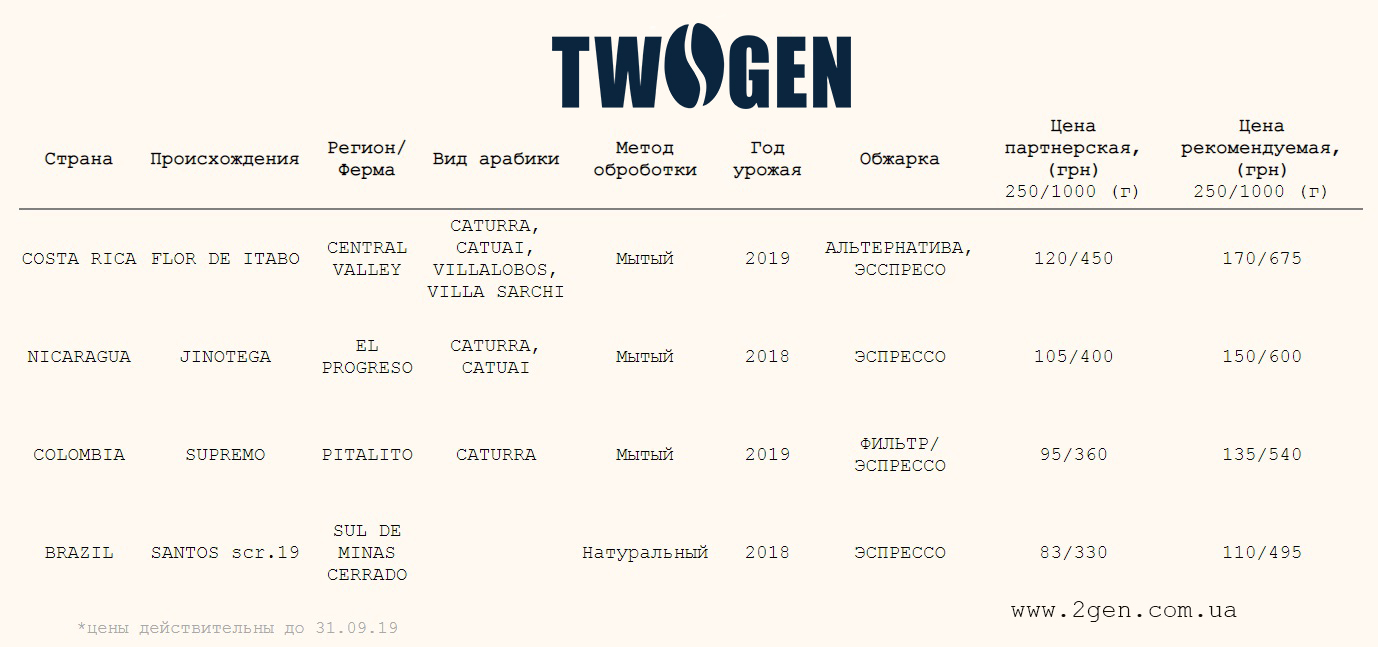 TWOGEN
Страна
Происхождения
Регион/
Ферма
Вид арабики
Метод
оброботки
Год
урожая
Обжарка
Цена
партнерская,
(грн)
250/1000 (г)
Цена
рекомендуемая,
(грн)
250/1000 (г)
COSTA RICA
FLOR DE ITABO
CENTRAL
VALLEY
CATURRA,
CATUAI,
VILLALOBOS,
VILLA SARCHI
Мытый
2019
АЛЬТЕРНАТИВА,
ЭССПРЕСО
120/450
170/675
NICARAGUA
JINOTEGA
EL
PROGRESO
CATURRA,
CATUAI
Мытый
2018
ЭСПРЕССО
105/400
150/600
COLOMBIA
SUPREMO
PITALITO
CATURRA
Мытый
2019
ФИЛЬТР/
ЭСПРЕССО
95/360
135/540
BRAZIL
SANTOS scr.19
SUL DE
MINAS
CERRADO
Натуральный
2018
ЭСПРЕССО
83/330
110/495
www.2gen.com.ua
*цены действительны до 31.09.19